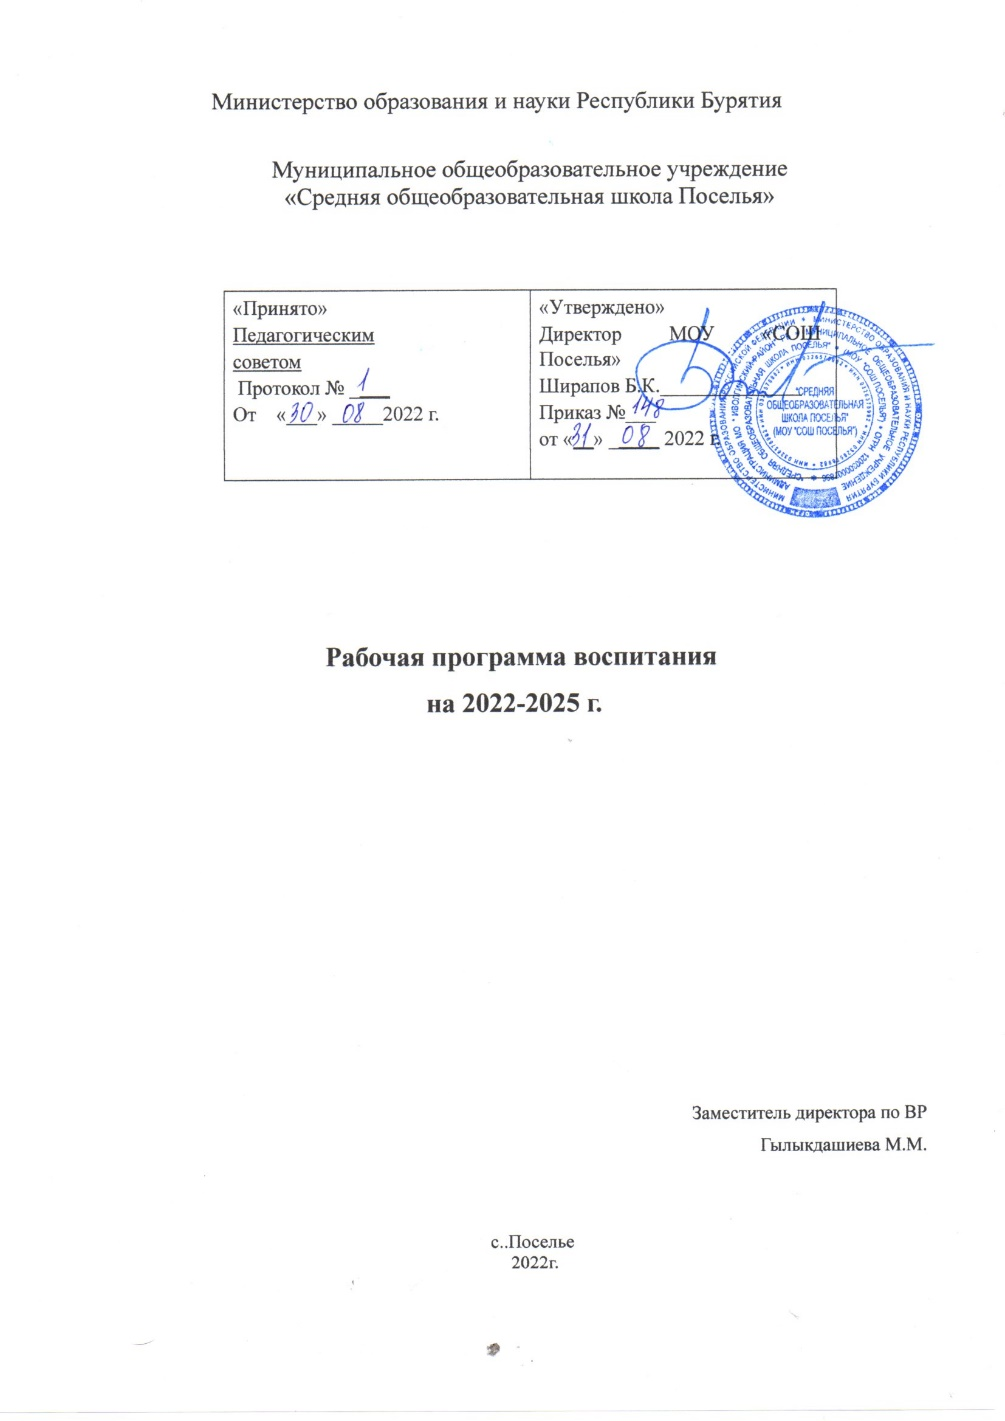 Министерство образования и науки Республики Бурятия
Муниципальное общеобразовательное учреждение
«Средняя общеобразовательная школа Поселья»
«Принято»
Педагогическим
советом
Протокол № 1
От «30» 08 2022 г.
«Утверждено»
Директор МОУ «СОШ
Поселья»
Ширапов Б.К.
Приказ № 148
от «31» 08 2022 г.
"СРЕДНЯЯ
ОБЩЕОБРАЗОВАТЕЛЬНАЯ
ШКОЛА ПОСЕЛЬЯ"
(МОУ "СОШ ПОСЕЛЬЯ")
Рабочая программа воспитания
на 2022-2025 г.
Заместитель директора по ВР
Гылыкдашиева М.М.
с..Поселье
2022г.